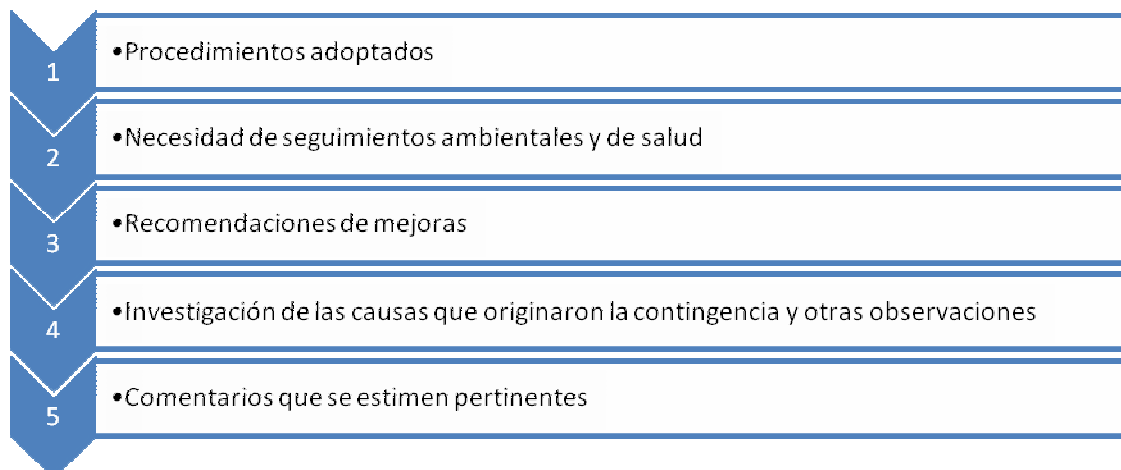 1
•Procedimientos adoptados
2
•Necesidad de seguimientos ambientales y de salud
3
•Recomendaciones de mejoras
4
•Investigación de las causas que originaron la contingencia y otras observaciones
5
•Comentarios que se estimen pertinentes